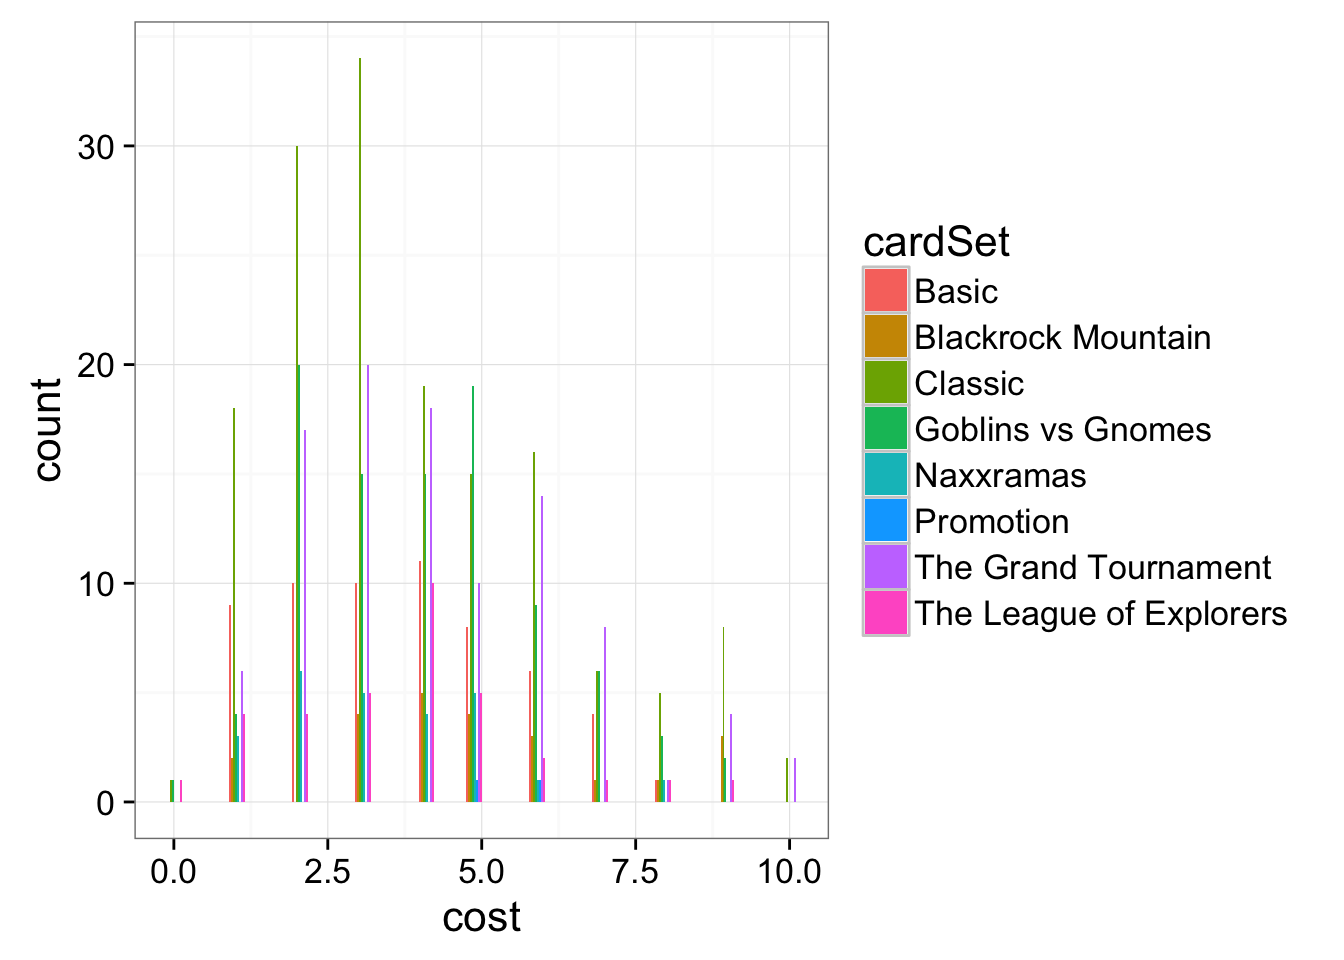 30
20
10
0
count
0.0 2.5 5.0 7.5 10.0
cost
cardSet
Basic
Blackrock Mountain
Classic
Goblins vs Gnomes
Naxxramas
Promotion
The Grand Tournament
The League of Explorers